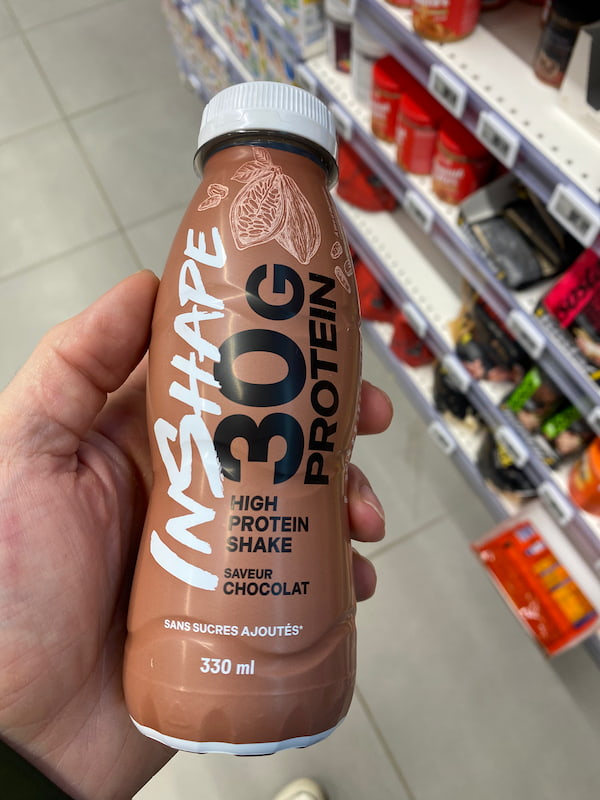 INSHAPE
30G
PROTEIN
HIGH
PROTEIN
SHAKE
SAVEUR
CHOCOLAT
SANS SUCRES AJOUTÉS*
330 ml